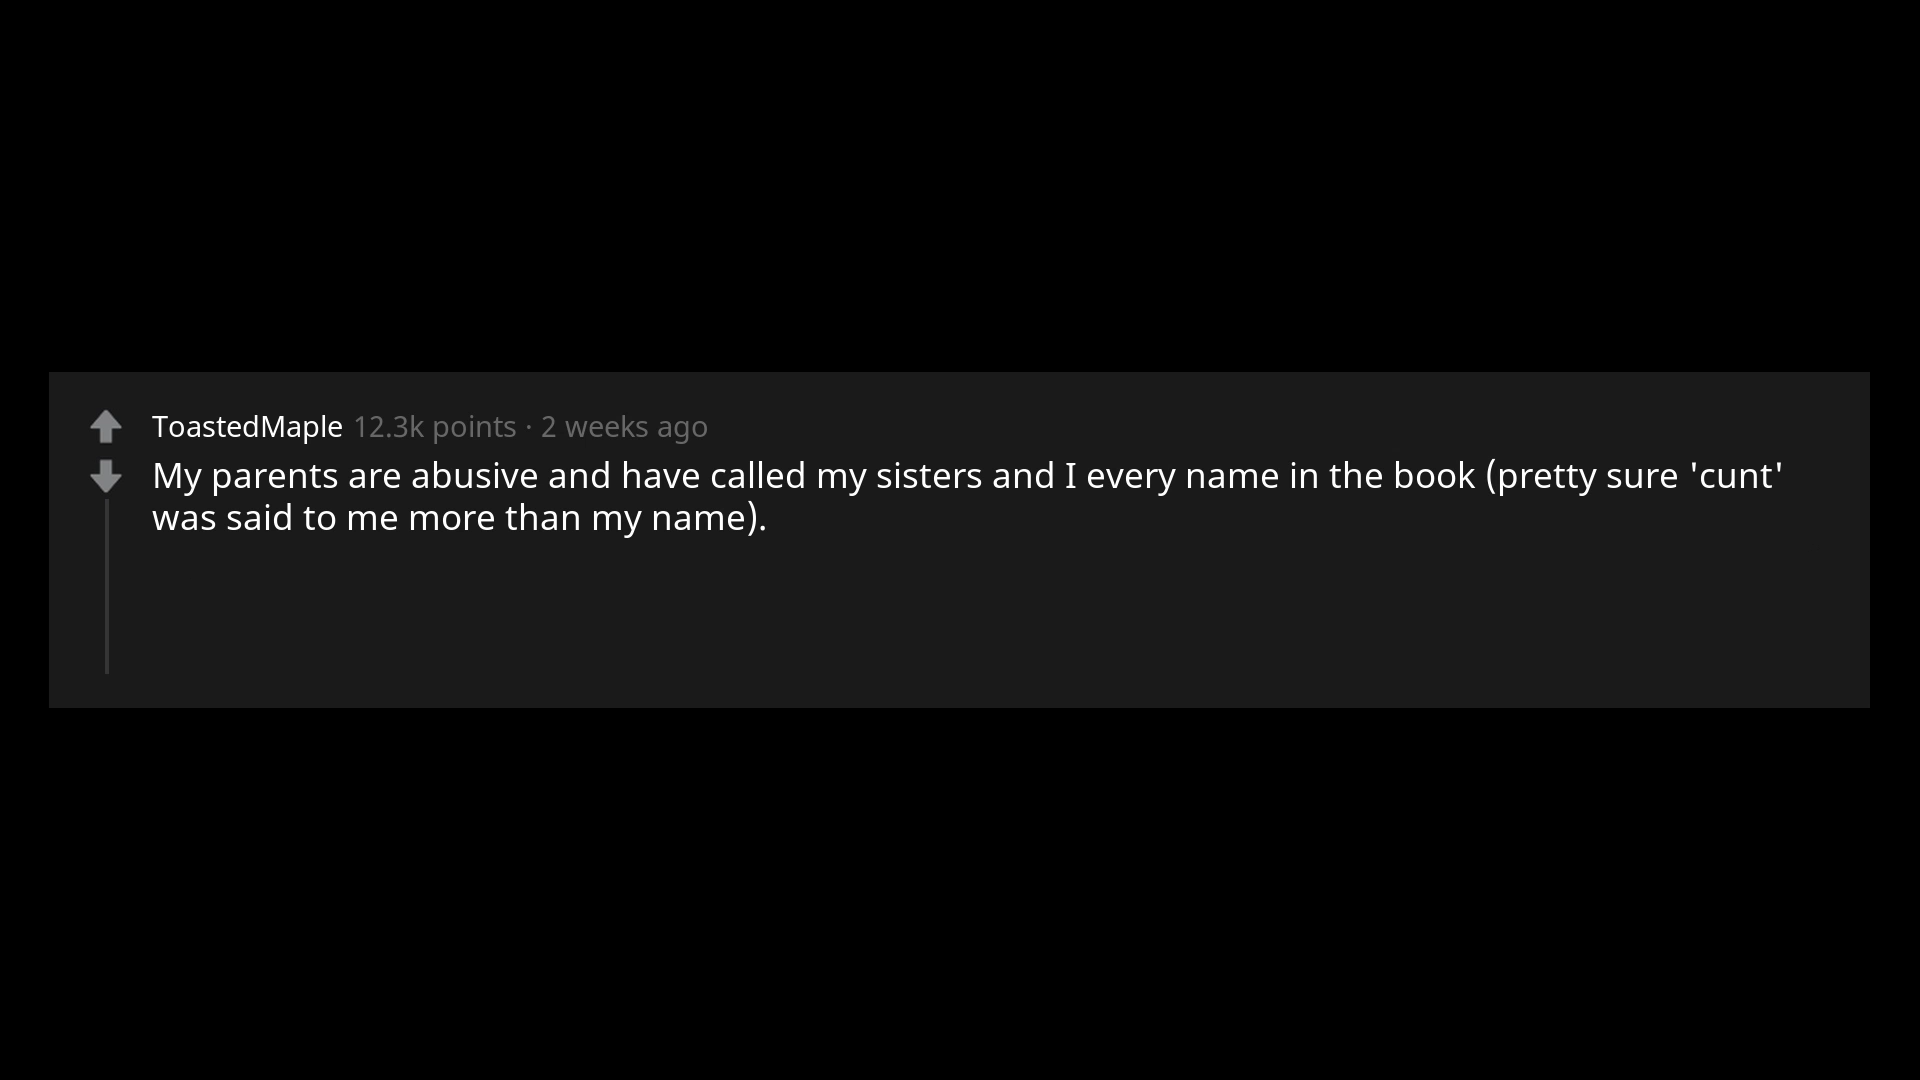 ToastedMaple 12.3k points · 2 weeks ago
My parents are abusive and have called my sisters and I every name in the book (pretty sure 'cunt'
was said to me more than my name).